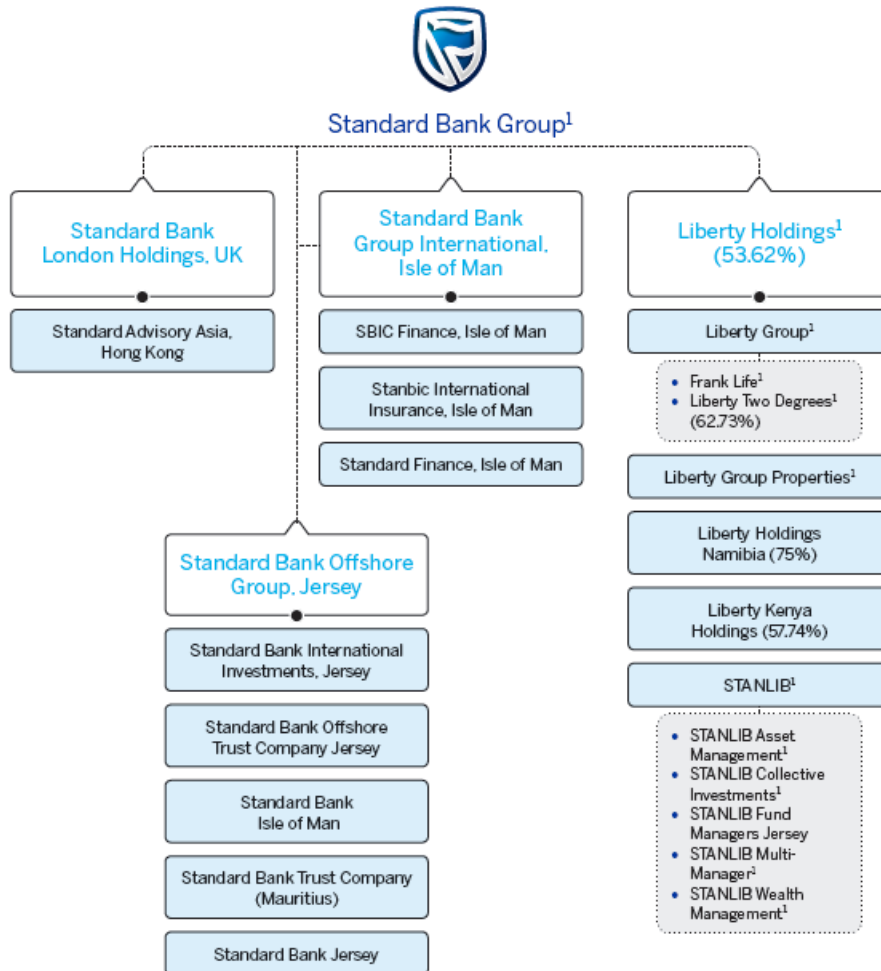 Standard Bank Group¹
Standard Bank
London Holdings, UK
Standard Advisory Asia,
Hong Kong
Standard Bank
Group International,
Isle of Man
SBIC Finance, Isle of Man
Stanbic International
Insurance, Isle of Man
Standard Finance, Isle of Man
Standard Bank Offshore
Group, Jersey
Standard Bank International
Investments, Jersey
Standard Bank Offshore
Trust Company Jersey
Standard Bank
Isle of Man
Standard Bank Trust Company
(Mauritius)
Standard Bank Jersey
Liberty Holdings¹
(53.62%)
Liberty Group¹
• Frank Life¹
• Liberty Two Degrees¹
(62.73%)
Liberty Group Properties¹
Liberty Holdings
Namibia (75%)
Liberty Kenya
Holdings (57.74%)
STANLIB¹
• STANLIB Asset
Management¹
• STANLIB Collective
Investments¹
• STANLIB Fund
Managers Jersey
• STANLIB Multi-
Manager¹
• STANLIB Wealth
Management¹